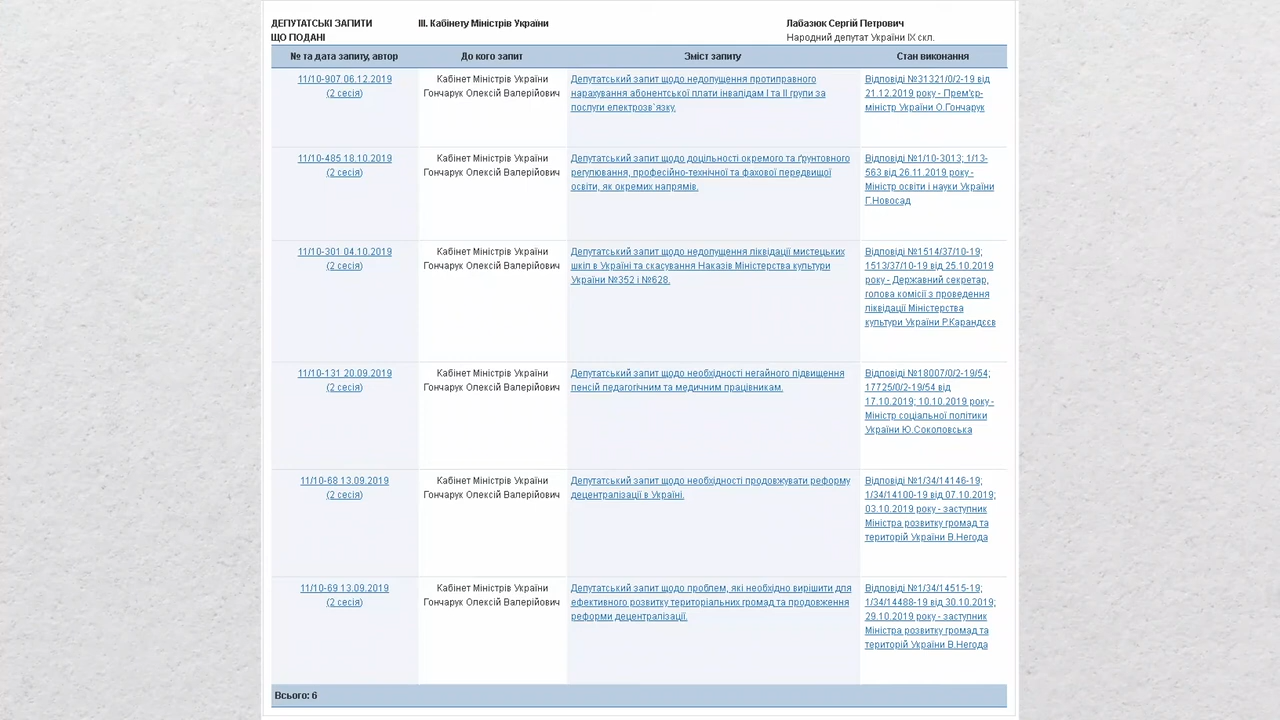 ДЕПУТАТСЬКІ ЗАПИТИ
ЩО ПОДАНІ
III. Кабінету Міністрів України
Лабазюк Сергій Петрович
Народний депутат України IX скл.
№ та дата запиту, автор
До кого запит
Зміст запиту
Стан виконання
11/10-907 06.12.2019
(2 сесія)
Кабінет Міністрів України
Гончарук Олексій Валерійович
Депутатський запит щодо недопущення протиправного
нарахування абонентської плати інвалідам I та II групи за
послуги електрозв`язку.
Відповіді №31321/0/2-19 від
21.12.2019 року - Прем'єр-
міністр України О.Гончарук
11/10-485 18.10.2019
(2 сесія)
Кабінет Міністрів України
Гончарук Олексій Валерійович
Депутатський запит щодо доцільності окремого та ґрунтовного
регулювання, професійно-технічної та фахової передвищої
освіти, як окремих напрямів.
Відповіді №1/10-3013; 1/13-
563 від 26.11.2019 року -
Міністр освіти і науки України
Г.Новосад
11/10-301 04.10.2019
(2 сесія)
Кабінет Міністрів України
Гончарук Олексій Валерійович
Депутатський запит щодо недопущення ліквідації мистецьких
шкіл в Україні та скасування Наказів Міністерства культури
України №352 і №628.
Відповіді №1514/37/10-19;
1513/37/10-19 від 25.10.2019
року - Державний секретар,
голова комісії з проведення
ліквідації Міністерства
культури України Р.Карандєєв
11/10-131 20.09.2019
(2 сесія)
Кабінет Міністрів України
Гончарук Олексій Валерійович
Депутатський запит щодо необхідності негайного підвищення
пенсій педагогічним та медичним працівникам.
Відповіді №18007/0/2-19/54;
17725/0/2-19/54 від
17.10.2019; 10.10.2019 року -
Міністр соціальної політики
України Ю.Соколовська
11/10-68 13.09.2019
(2 сесія)
Кабінет Міністрів України
Гончарук Олексій Валерійович
Депутатський запит щодо необхідності продовжувати реформу
децентралізації в Україні.
Відповіді №1/34/14146-19;
1/34/14100-19 від 07.10.2019;
03.10.2019 року - заступник
Міністра розвитку громад та
територій України В.Негода
11/10-69 13.09.2019
(2 сесія)
Кабінет Міністрів України
Гончарук Олексій Валерійович
Депутатський запит щодо проблем, які необхідно вирішити для
ефективного розвитку територіальних громад та продовження
реформи децентралізації.
Відповіді №1/34/14515-19;
1/34/14488-19 від 30.10.2019;
29.10.2019 року - заступник
Міністра розвитку громад та
територій України В.Негода
Всього: 6